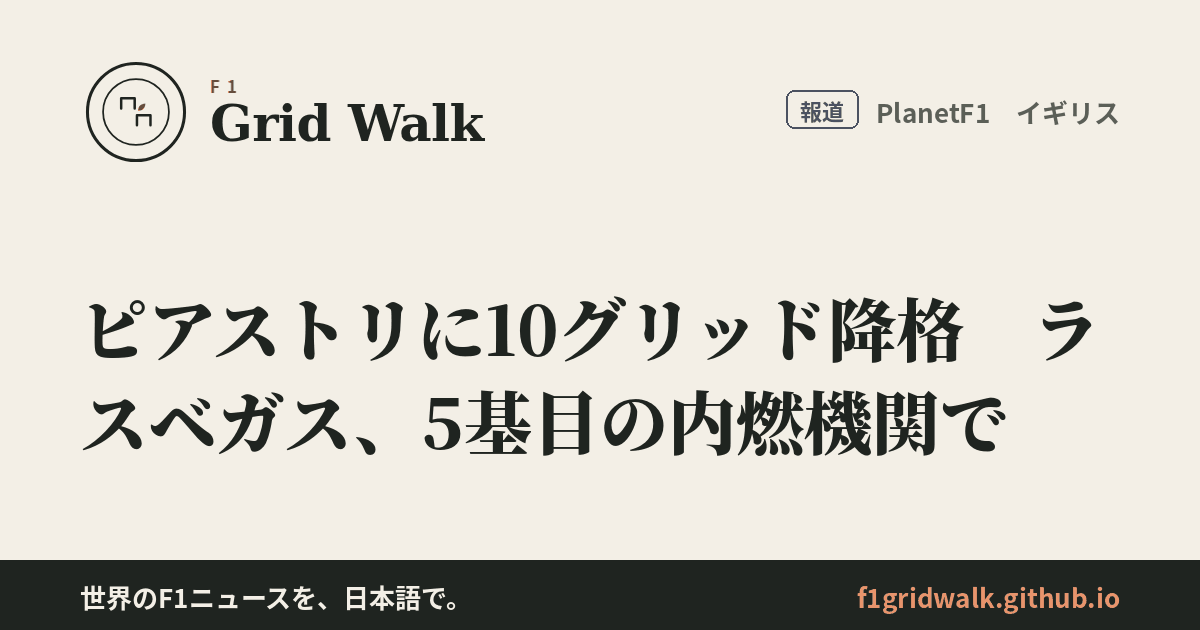 F1
Grid Walk
報道 PlanetF1　イギリス
ピアストリに10グリッド降格　ラ
スベガス、5基目の内燃機関で
世界のF1ニュースを、日本語で。
f1gridwalk.github.io